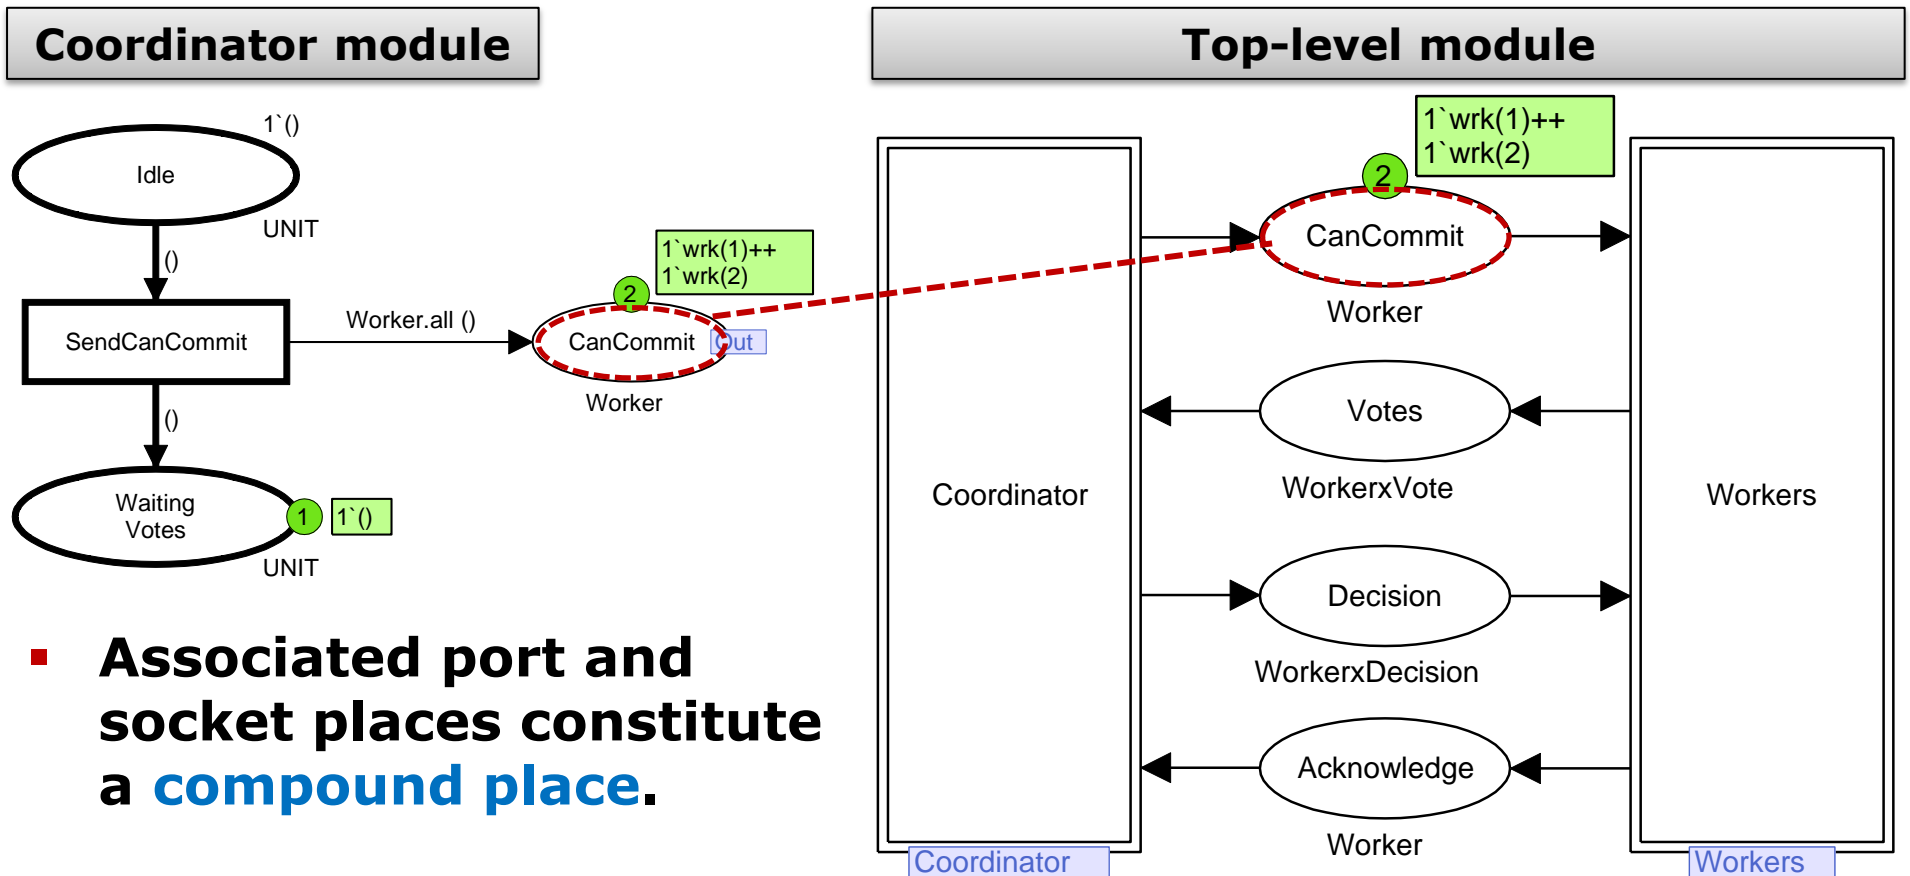 Coordinator module
Top-level module
1`()
Idle
UNIT
()
SendCanCommit
Worker.all ()
1`wrk(1)++
1`wrk(2)
2
CanCommit
Out
Worker
()
Waiting
Votes
1
1`()
UNIT
Associated port and
socket places constitute
a compound place.
1`wrk(1)++
1`wrk(2)
2
CanCommit
Worker
Votes
WorkerxVote
Coordinator
Workers
Decision
WorkerxDecision
Acknowledge
Worker
Coordinator
Workers